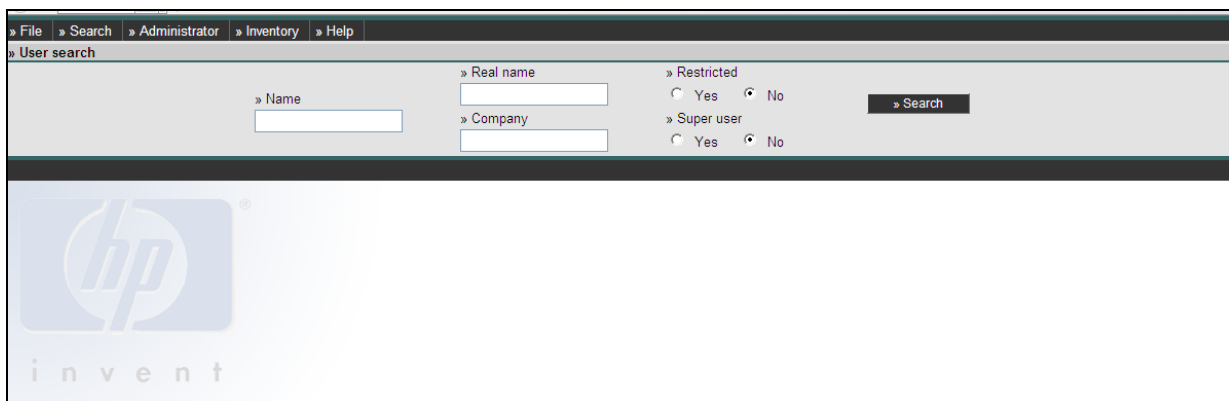 » File » Search » Administrator » Inventory » Help
» User search
» Name
» Real name
» Company
» Restricted
Yes No
» Super user
Yes No
» Search
hp ®
invent